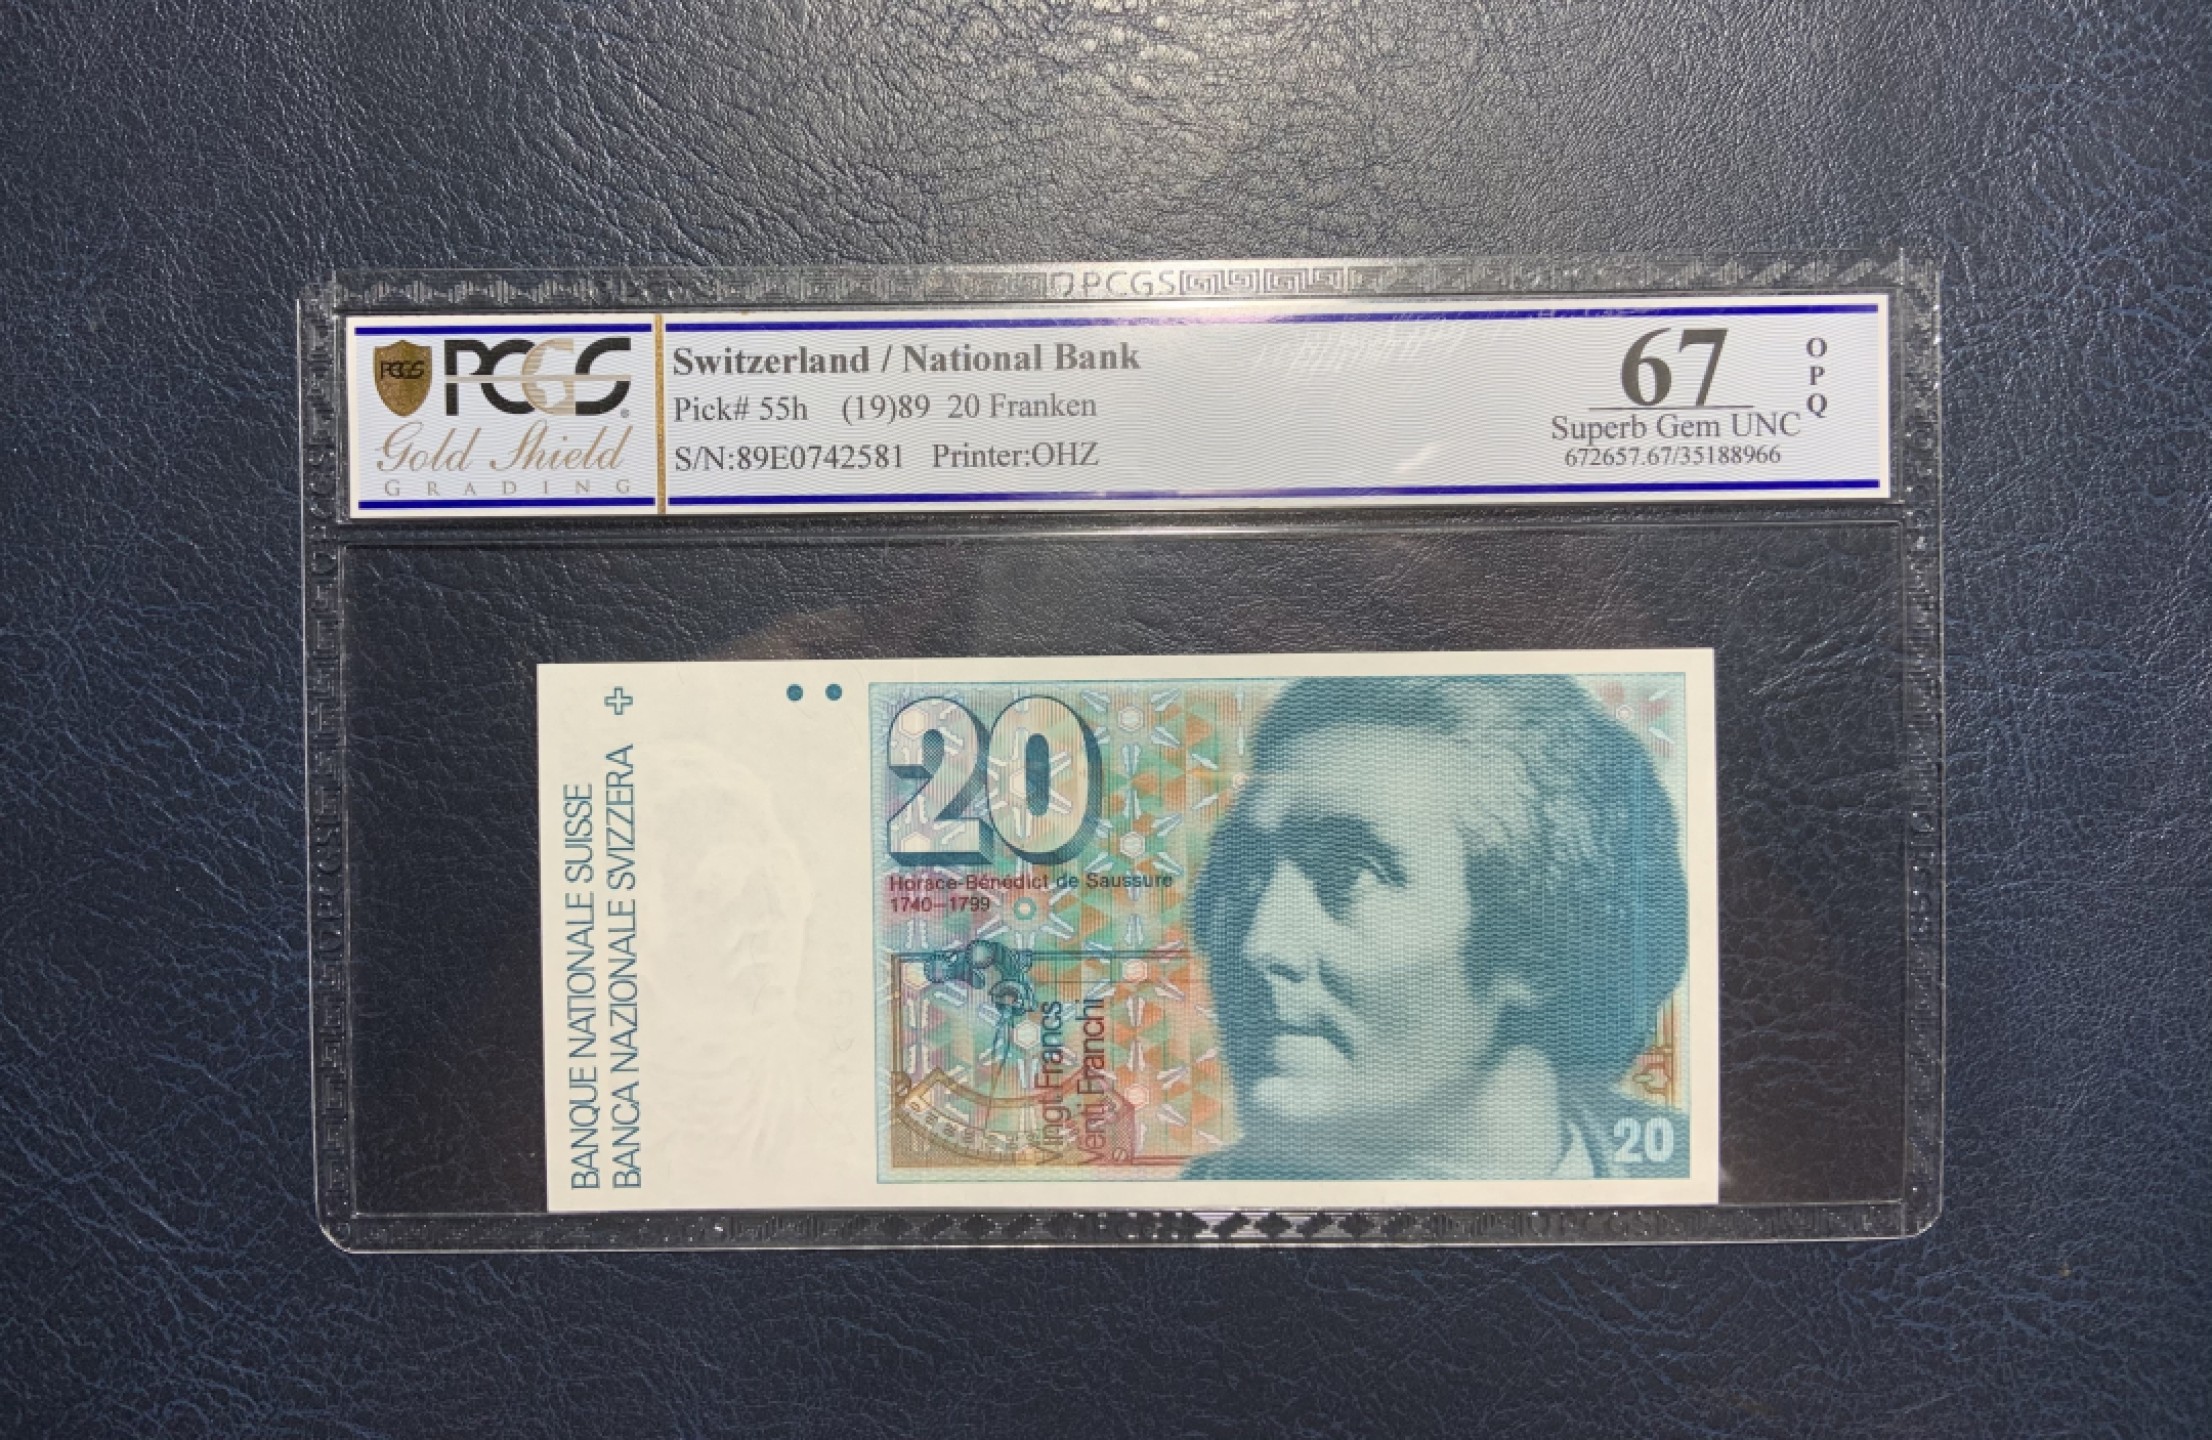 PCGS
PCGS
PCGS
Gold Shield
GRADING
Switzerland / National Bank
Pick# 55h (19)89 20 Franken
S/N:89E0742581 Printer:OHZ
67
OPQ
Superb Gem UNC
672657.67/35188966
BANQUE NATIONALE SUISSE
BANCA NAZIONALE SVIZZERA
20
Horace-Bénédict de Saussure
1740–1799
Vingt Francs
Venti Franchi
20